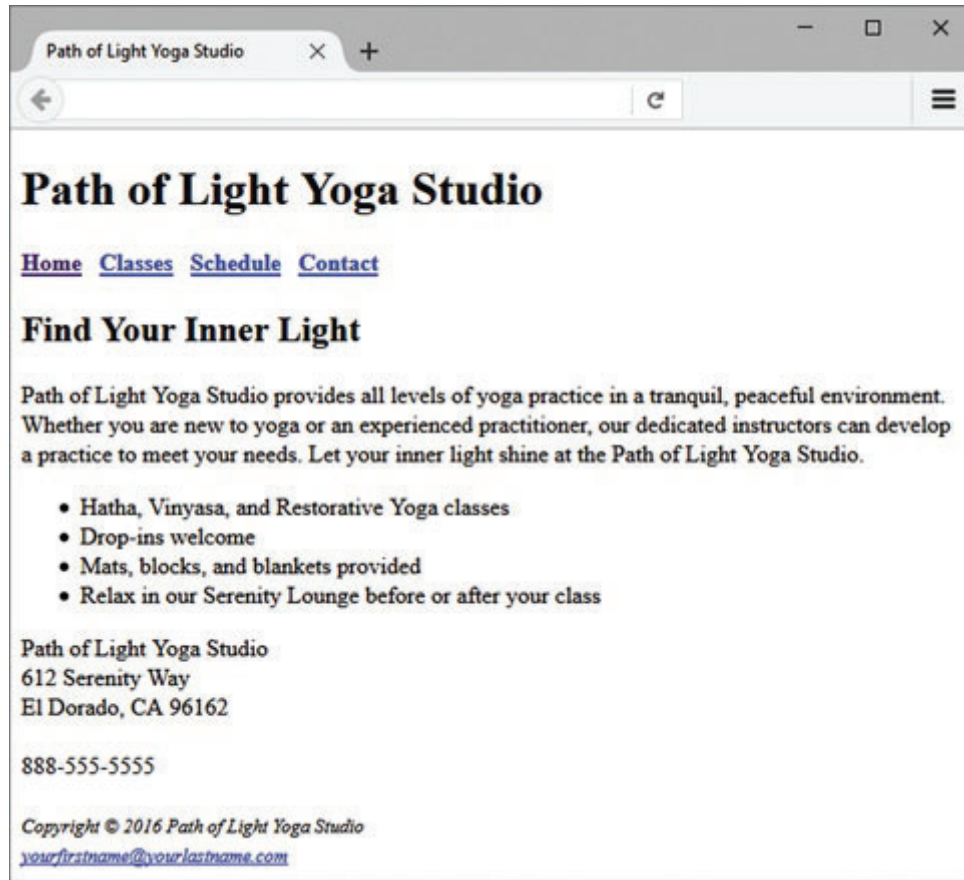 Path of Light Yoga Studio
Path of Light Yoga Studio
Home Classes Schedule Contact
Find Your Inner Light
Path of Light Yoga Studio provides all levels of yoga practice in a tranquil, peaceful environment.
Whether you are new to yoga or an experienced practitioner, our dedicated instructors can develop
a practice to meet your needs. Let your inner light shine at the Path of Light Yoga Studio.
• Hatha, Vinyasa, and Restorative Yoga classes
• Drop-ins welcome
• Mats, blocks, and blankets provided
• Relax in our Serenity Lounge before or after your class
Path of Light Yoga Studio
612 Serenity Way
El Dorado, CA 96162
888-555-5555
Copyright © 2016 Path of Light Yoga Studio
yourfirstname@yourlastname.com